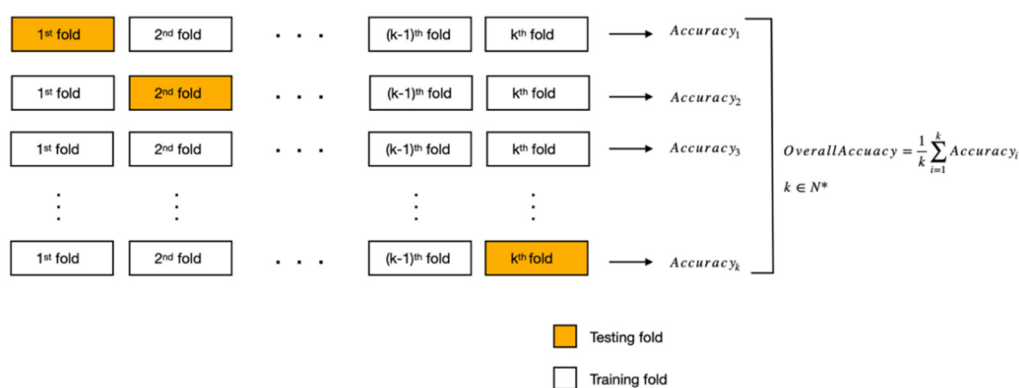 1st fold 2nd fold . . . (k-1)th fold kth fold Accuracy1
1st fold 2nd fold . . . (k-1)th fold kth fold Accuracy2
1st fold 2nd fold . . . (k-1)th fold kth fold Accuracy3
OverallAccuacy = 1/k ∑ i=1 k Accuracyi
k ∈ N*
1st fold 2nd fold . . . (k-1)th fold kth fold Accuracyk
Testing fold
Training fold